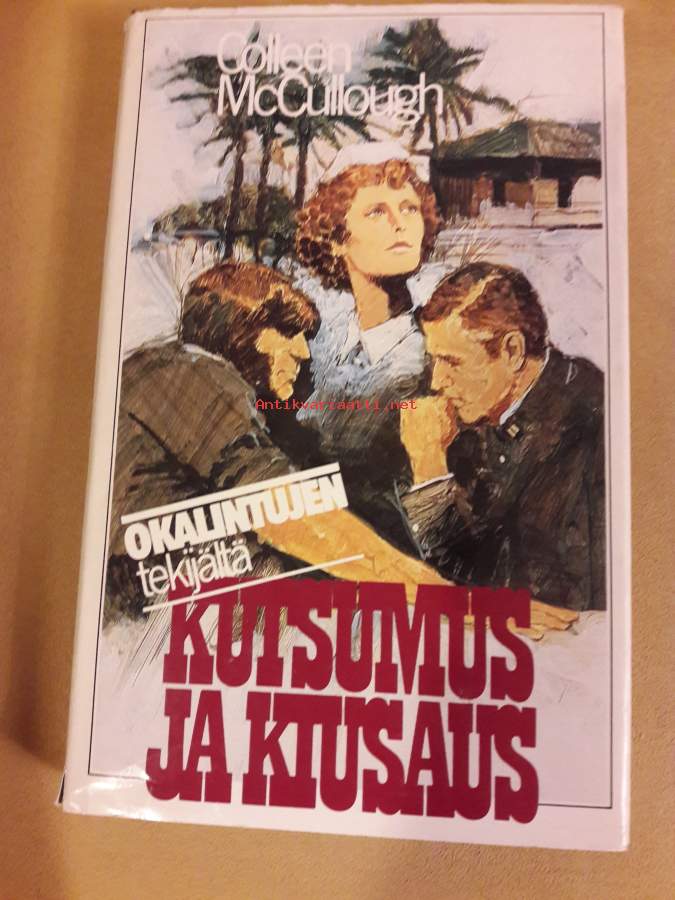 Colleen
McCullough
Antikvariaatti.net
OKALINTUJEN
tekijältä
KUTSUMUS
JA KIUSAUS